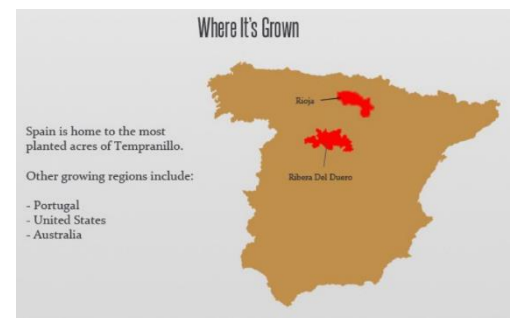 Where It's Grown
Rioja
Spain is home to the most
planted acres of Tempranillo.
Other growing regions include:
Ribera Del Duero
- Portugal
- United States
- Australia